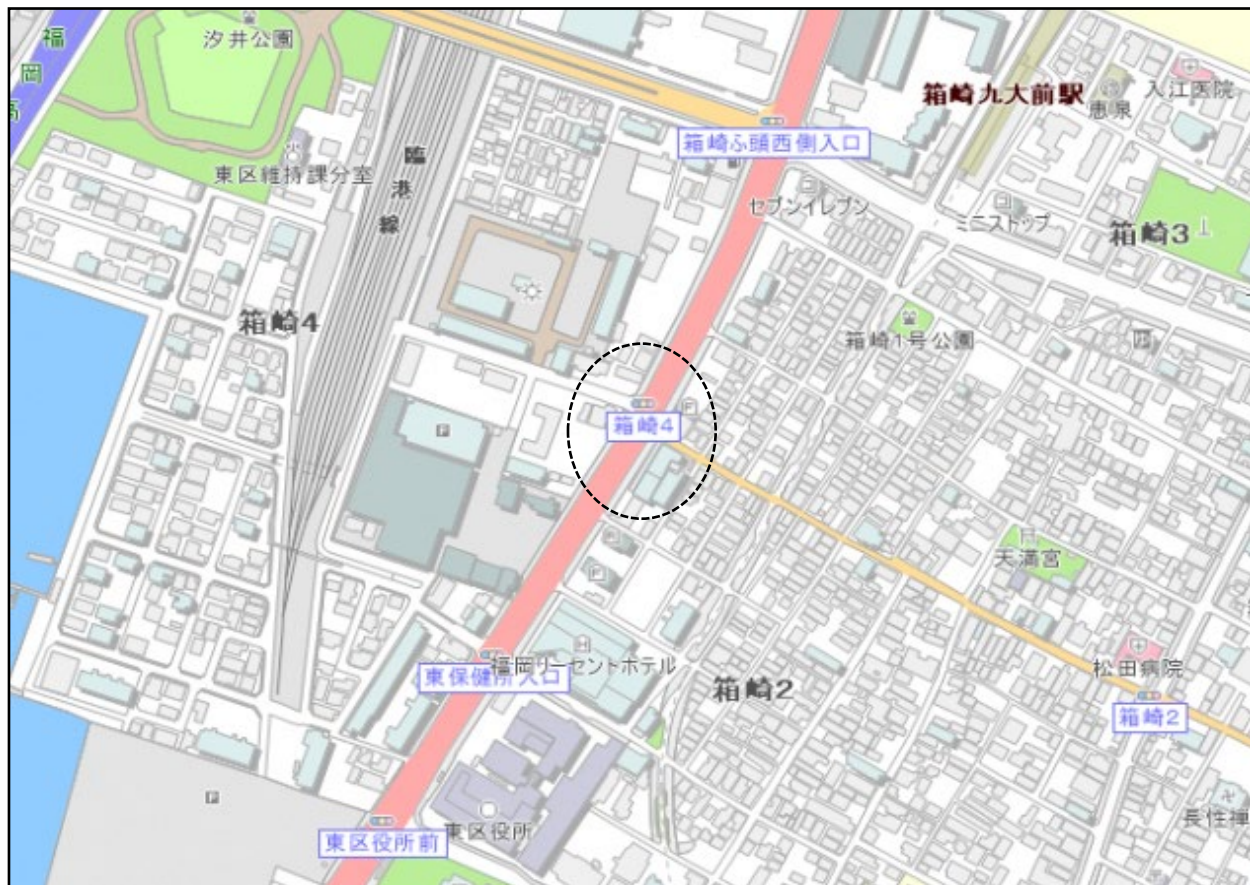 汐井公園
福
岡
高
東区維持課分室
臨
港
線
箱崎ふ頭西側入口
箱崎九大前駅
恵泉
入江医院
セブンイレブン
ミニストップ
箱崎3
箱崎4
箱崎1号公園
P
箱崎4
P
天満宮
P
H
福岡リーセントホテル
東保健所入口
箱崎2
松田病院
箱崎2
P
東区役所
東区役所前
長性禅